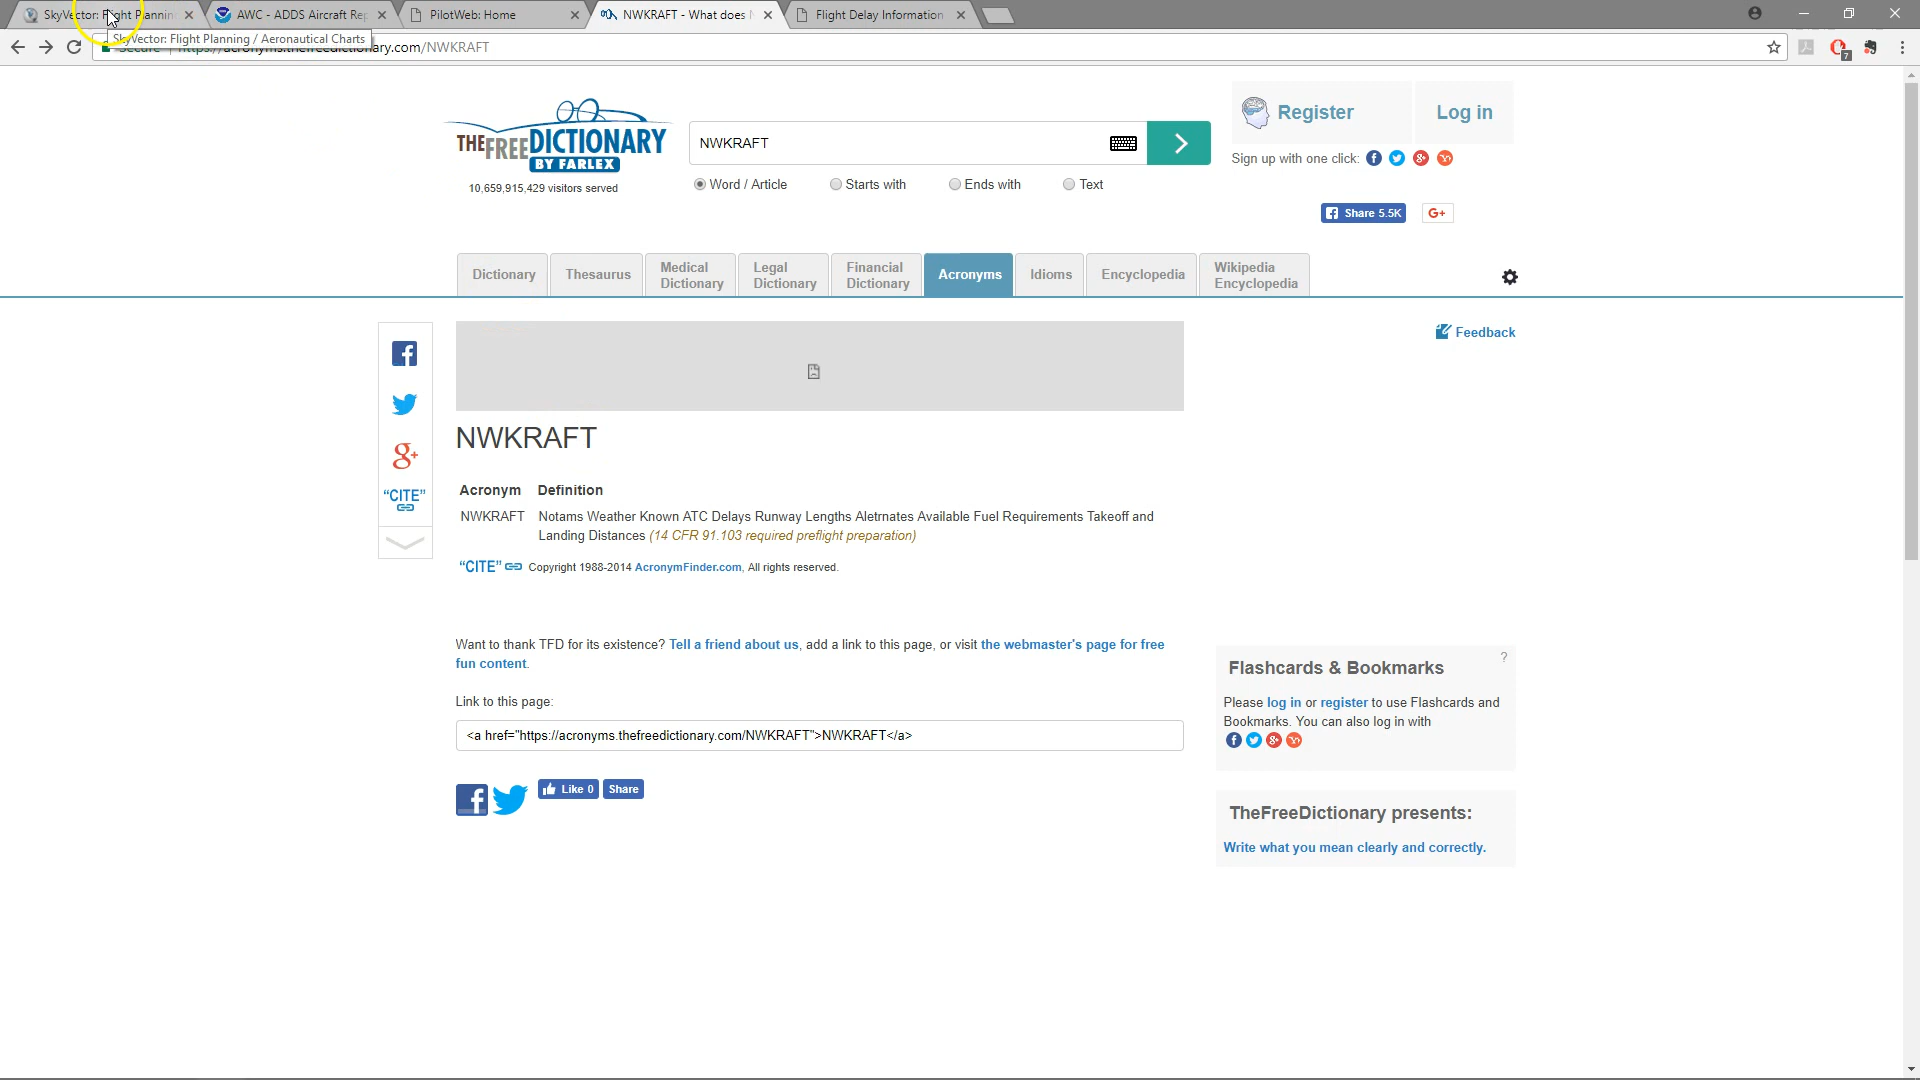 SkyVector: Flight Plannin
AWC - ADDS Aircraft Re
PilotWeb: Home
NWKRAFT - What does
Flight Delay Information
SkyVector: Flight Planning / Aeronautical Charts
Secure
https://acronyms.thefreedictionary.com/NWKRAFT
7
THEFREEDICTIONARY
BY FARLEX
10,659,915,429 visitors served
NWKRAFT
Word / Article
Starts with
Ends with
Text
Register
Log in
Sign up with one click:
Share 5.5K
G+
Dictionary
Thesaurus
Medical
Dictionary
Legal
Dictionary
Financial
Dictionary
Acronyms
Idioms
Encyclopedia
Wikipedia
Encyclopedia
Feedback
g+
"CITE"
NWKRAFT
Acronym Definition
NWKRAFT Notams Weather Known ATC Delays Runway Lengths Aletrnates Available Fuel Requirements Takeoff and
Landing Distances (14 CFR 91.103 required preflight preparation)
"CITE" Copyright 1988-2014 AcronymFinder.com, All rights reserved.
Want to thank TFD for its existence? Tell a friend about us, add a link to this page, or visit the webmaster's page for free
fun content.
Link to this page:
<a href="https://acronyms.thefreedictionary.com/NWKRAFT">NWKRAFT</a>
Like 0
Share
Flashcards & Bookmarks
?
Please log in or register to use Flashcards and
Bookmarks. You can also log in with
TheFreeDictionary presents:
Write what you mean clearly and correctly.